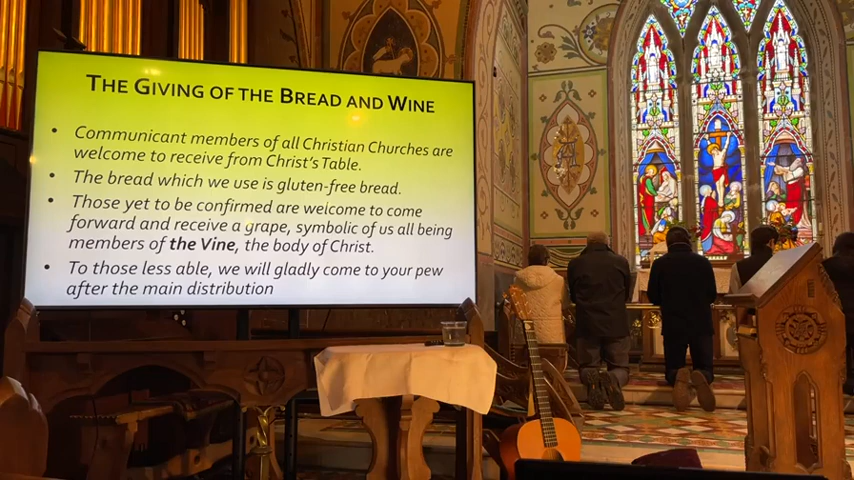 THE GIVING OF THE BREAD AND WINE
• Communicant members of all Christian Churches are
welcome to receive from Christ's Table.
• The bread which we use is gluten-free bread.
• Those yet to be confirmed are welcome to come
forward and receive a grape, symbolic of us all being
members of the Vine, the body of Christ.
• To those less able, we will gladly come to your pew
after the main distribution